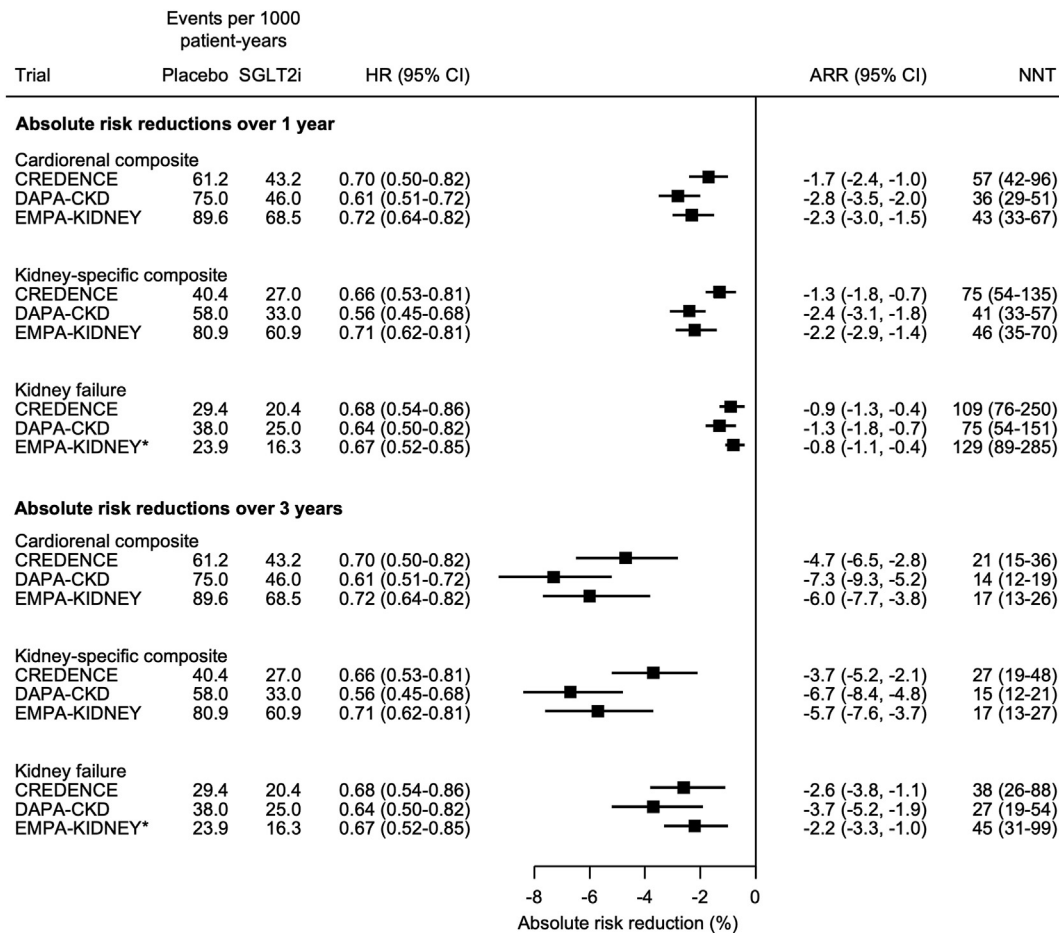 Events per 1000
patient-years
Trial Placebo SGLT2i HR (95% CI) ARR (95% CI) NNT
Absolute risk reductions over 1 year
Cardiorenal composite
CREDENCE 61.2 43.2 0.70 (0.50-0.82) -1.7 (-2.4, -1.0) 57 (42-96)
DAPA-CKD 75.0 46.0 0.61 (0.51-0.72) -2.8 (-3.5, -2.0) 36 (29-51)
EMPA-KIDNEY 89.6 68.5 0.72 (0.64-0.82) -2.3 (-3.0, -1.5) 43 (33-67)
Kidney-specific composite
CREDENCE 40.4 27.0 0.66 (0.53-0.81) -1.3 (-1.8, -0.7) 75 (54-135)
DAPA-CKD 58.0 33.0 0.56 (0.45-0.68) -2.4 (-3.1, -1.8) 41 (33-57)
EMPA-KIDNEY 80.9 60.9 0.71 (0.62-0.81) -2.2 (-2.9, -1.4) 46 (35-70)
Kidney failure
CREDENCE 29.4 20.4 0.68 (0.54-0.86) -0.9 (-1.3, -0.4) 109 (76-250)
DAPA-CKD 38.0 25.0 0.64 (0.50-0.82) -1.3 (-1.8, -0.7) 75 (54-151)
EMPA-KIDNEY* 23.9 16.3 0.67 (0.52-0.85) -0.8 (-1.1, -0.4) 129 (89-285)
Absolute risk reductions over 3 years
Cardiorenal composite
CREDENCE 61.2 43.2 0.70 (0.50-0.82) -4.7 (-6.5, -2.8) 21 (15-36)
DAPA-CKD 75.0 46.0 0.61 (0.51-0.72) -7.3 (-9.3, -5.2) 14 (12-19)
EMPA-KIDNEY 89.6 68.5 0.72 (0.64-0.82) -6.0 (-7.7, -3.8) 17 (13-26)
Kidney-specific composite
CREDENCE 40.4 27.0 0.66 (0.53-0.81) -3.7 (-5.2, -2.1) 27 (19-48)
DAPA-CKD 58.0 33.0 0.56 (0.45-0.68) -6.7 (-8.4, -4.8) 15 (12-21)
EMPA-KIDNEY 80.9 60.9 0.71 (0.62-0.81) -5.7 (-7.6, -3.7) 17 (13-27)
Kidney failure
CREDENCE 29.4 20.4 0.68 (0.54-0.86) -2.6 (-3.8, -1.1) 38 (26-88)
DAPA-CKD 38.0 25.0 0.64 (0.50-0.82) -3.7 (-5.2, -1.9) 27 (19-54)
EMPA-KIDNEY* 23.9 16.3 0.67 (0.52-0.85) -2.2 (-3.3, -1.0) 45 (31-99)
-8 -6 -4 -2 0
Absolute risk reduction (%)